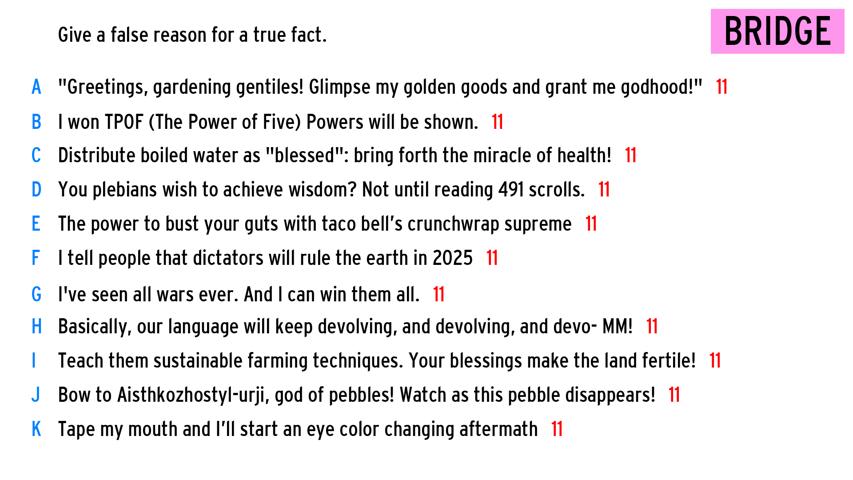 Give a false reason for a true fact.
BRIDGE
A "Greetings, gardening gentiles! Glimpse my golden goods and grant me godhood!" 11
B I won TPOF (The Power of Five) Powers will be shown. 11
C Distribute boiled water as "blessed": bring forth the miracle of health! 11
D You plebians wish to achieve wisdom? Not until reading 491 scrolls. 11
E The power to bust your guts with taco bell's crunchwrap supreme 11
F I tell people that dictators will rule the earth in 2025 11
G I've seen all wars ever. And I can win them all. 11
H Basically, our language will keep devolving, and devolving, and devo- MM! 11
I Teach them sustainable farming techniques. Your blessings make the land fertile! 11
J Bow to Aisthkozhostyl-urji, god of pebbles! Watch as this pebble disappears! 11
K Tape my mouth and I'll start an eye color changing aftermath 11